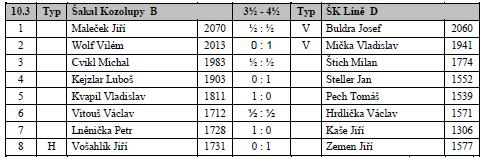 10.3 Typ Šakal Kozolupy B 3½ - 4½ Typ ŠK Líně D
1 Maleček Jiří 2070 ½ : ½ V Buldra Josef 2060
2 Wolf Vilém 2013 0 : 1 V Mička Vladislav 1941
3 Cvikl Michal 1983 ½ : ½ Štich Milan 1774
4 Kejzlar Luboš 1903 0 : 1 Steller Jan 1552
5 Kvapil Vladislav 1811 1 : 0 Pech Tomáš 1539
6 Vitouš Václav 1712 ½ : ½ Hrdlička Václav 1571
7 Lněnička Petr 1728 1 : 0 Kaše Jiří 1306
8 H Vošahlík Jiří 1731 0 : 1 Zemen Jiří 1577